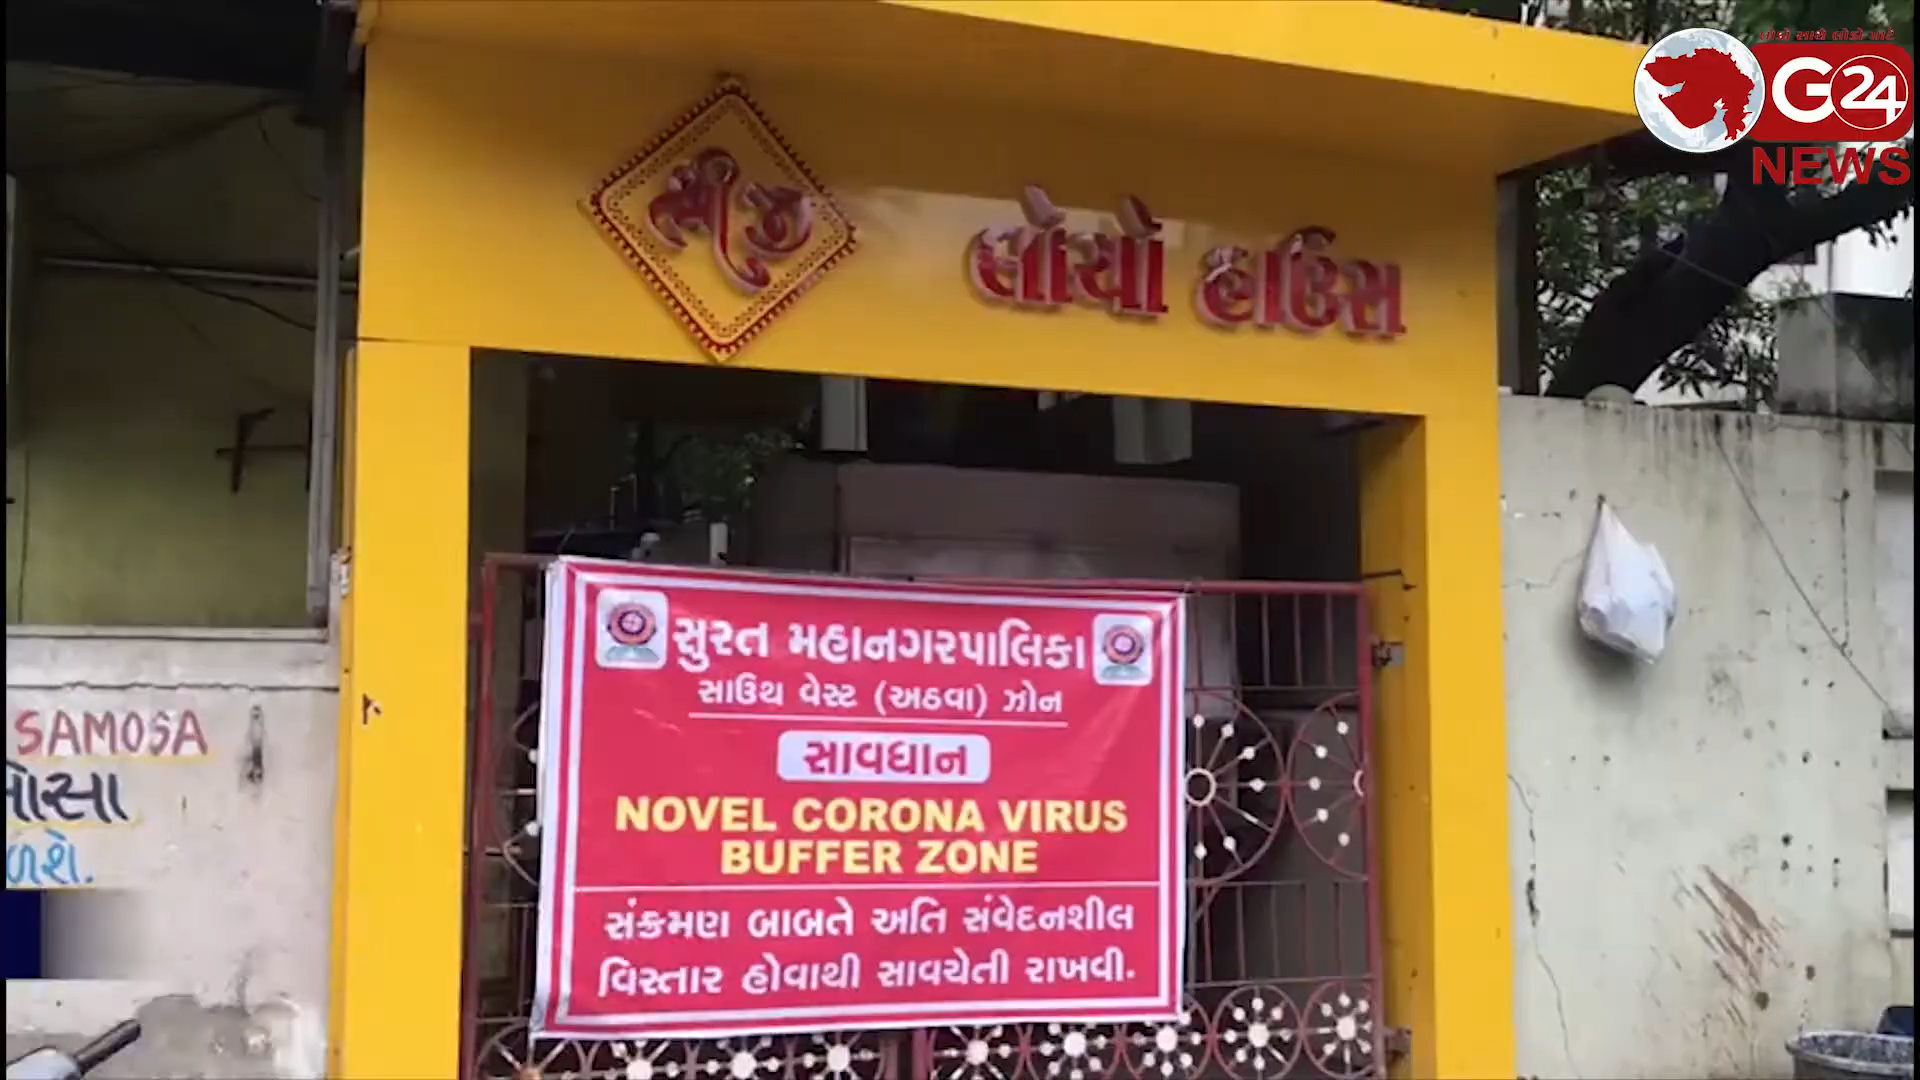 લોકો સાથે લોકો માટે
G24
NEWS
શ્રીજી
લોચો હાઉસ
સુરત મહાનગરપાલિકા
સાઉથ વેસ્ટ (અઠવા) ઝોન
સાવધાન
NOVEL CORONA VIRUS
BUFFER ZONE
સંક્રમણ બાબતે અતિ સંવેદનશીલ
વિસ્તાર હોવાથી સાવચેતી રાખવી.
SAMOSA
ળશે.